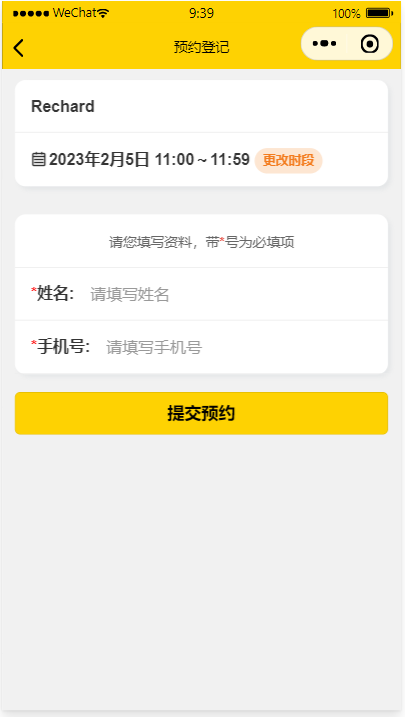 WeChat 9:39 100%
预约登记
Rechard
2023年2月5日 11:00～11:59 更改时段
请您填写资料，带*号为必填项
*姓名： 请填写姓名
*手机号： 请填写手机号
提交预约